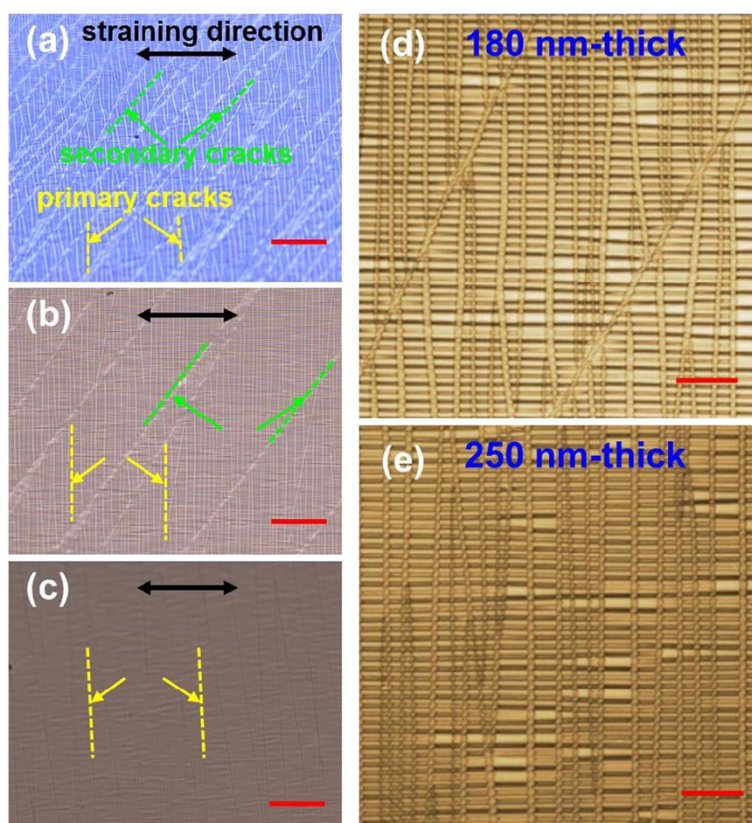 (a)
straining direction
secondary cracks
primary cracks
(b)
(c)
(d) 180 nm-thick
(e) 250 nm-thick